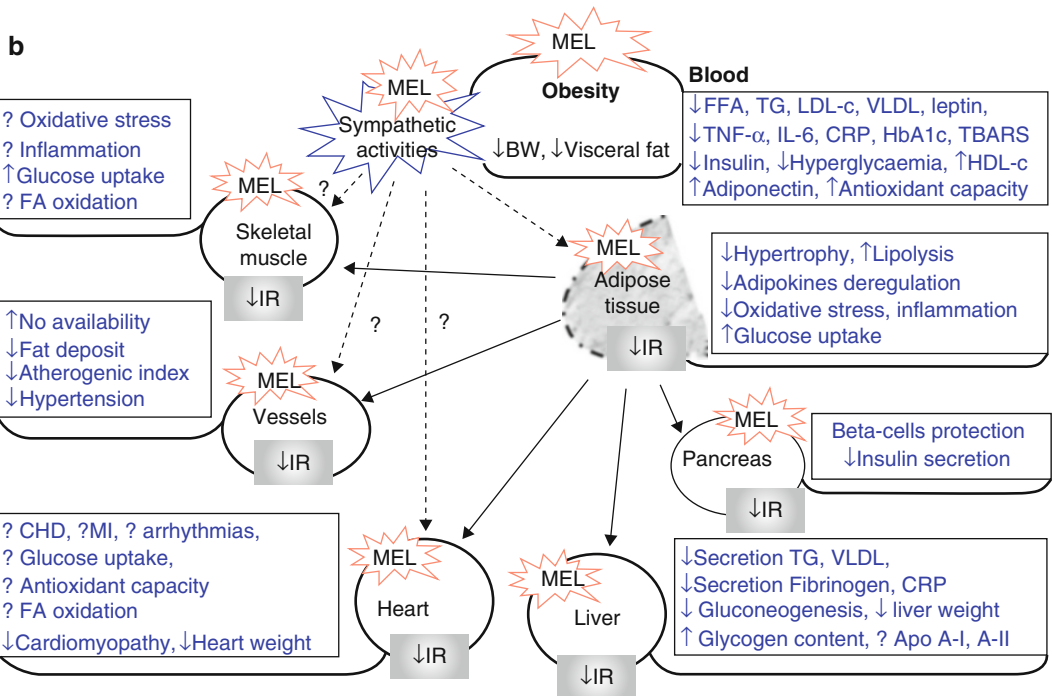 b
MEL
Obesity
↓BW, ↓Visceral fat
MEL
Sympathetic
activities
Blood
↓FFA, TG, LDL-c, VLDL, leptin,
↓TNF-α, IL-6, CRP, HbA1c, TBARS
↓Insulin, ↓Hyperglycaemia, ↑HDL-c
↑Adiponectin, ↑Antioxidant capacity
? Oxidative stress
? Inflammation
↑Glucose uptake
? FA oxidation
MEL
Skeletal
muscle
↓IR
?
MEL
Adipose
tissue
↓IR
↓Hypertrophy, ↑Lipolysis
↓Adipokines deregulation
↓Oxidative stress, inflammation
↑Glucose uptake
↑No availability
↓Fat deposit
↓Atherogenic index
↓Hypertension
MEL
Vessels
↓IR
?
?
MEL
Pancreas
↓IR
Beta-cells protection
↓Insulin secretion
? CHD, ?MI, ? arrhythmias,
? Glucose uptake,
? Antioxidant capacity
? FA oxidation
↓Cardiomyopathy, ↓Heart weight
MEL
Heart
↓IR
MEL
Liver
↓IR
↓Secretion TG, VLDL,
↓Secretion Fibrinogen, CRP
↓ Gluconeogenesis, ↓ liver weight
↑ Glycogen content, ? Apo A-I, A-II